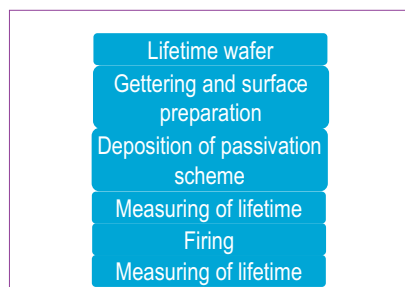 Lifetime wafer
Gettering and surface
preparation
Deposition of passivation
scheme
Measuring of lifetime
Firing
Measuring of lifetime